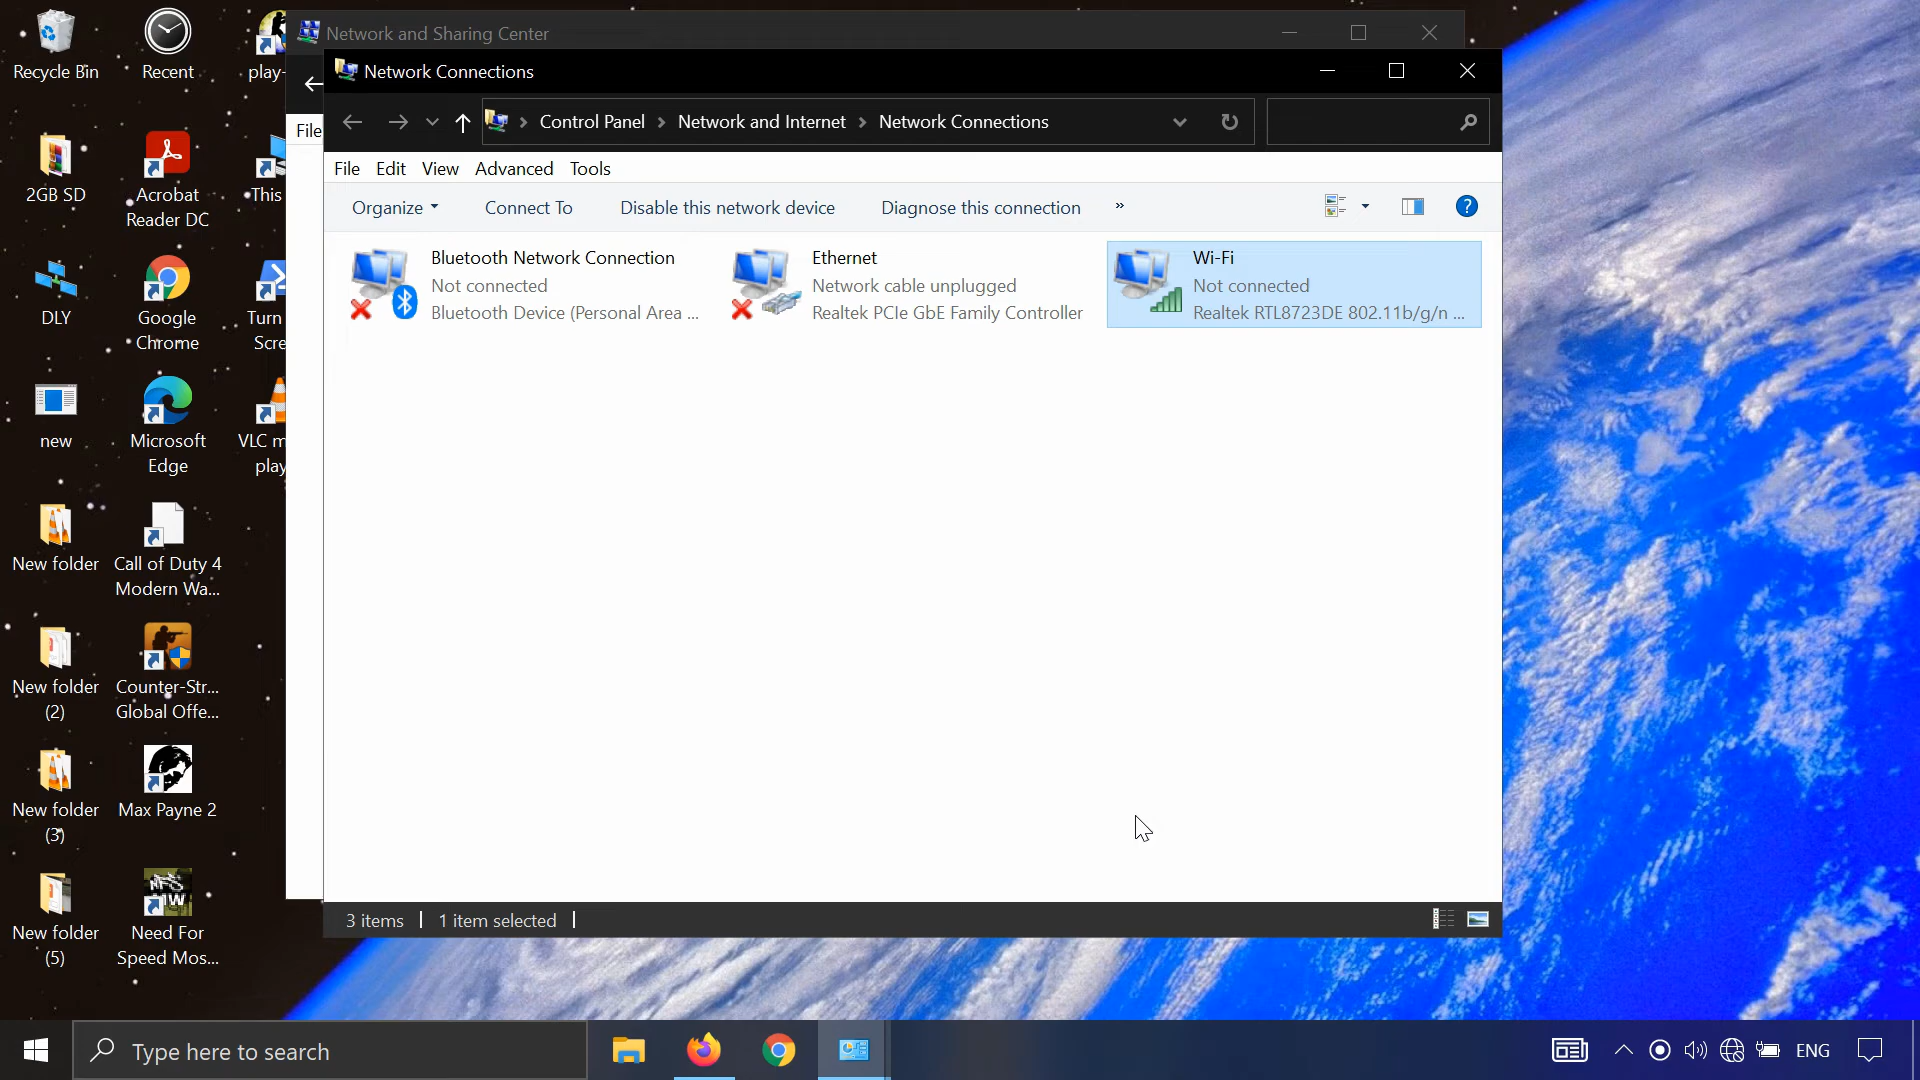 Network and Sharing Center
Network Connections
Control Panel
Network and Internet
Network Connections
File
File Edit View Advanced Tools
Organize
Connect To
Disable this network device
Diagnose this connection
»
Bluetooth Network Connection
Not connected
Bluetooth Device (Personal Area ...
Ethernet
Network cable unplugged
Realtek PCIe GbE Family Controller
Wi-Fi
Not connected
Realtek RTL8723DE 802.11b/g/n ...
3 items
1 item selected
Recycle Bin
Recent
play-
2GB SD
Acrobat
Reader DC
This
DLY
Google
Chrome
Turn
Scre
new
Microsoft
Edge
VLC m
play
New folder
Call of Duty 4
Modern Wa...
New folder
(2)
Counter-Str...
Global Offe...
New folder
(3)
Max Payne 2
New folder
(5)
NFS
MW
Need For
Speed Mos...
Type here to search
ENG